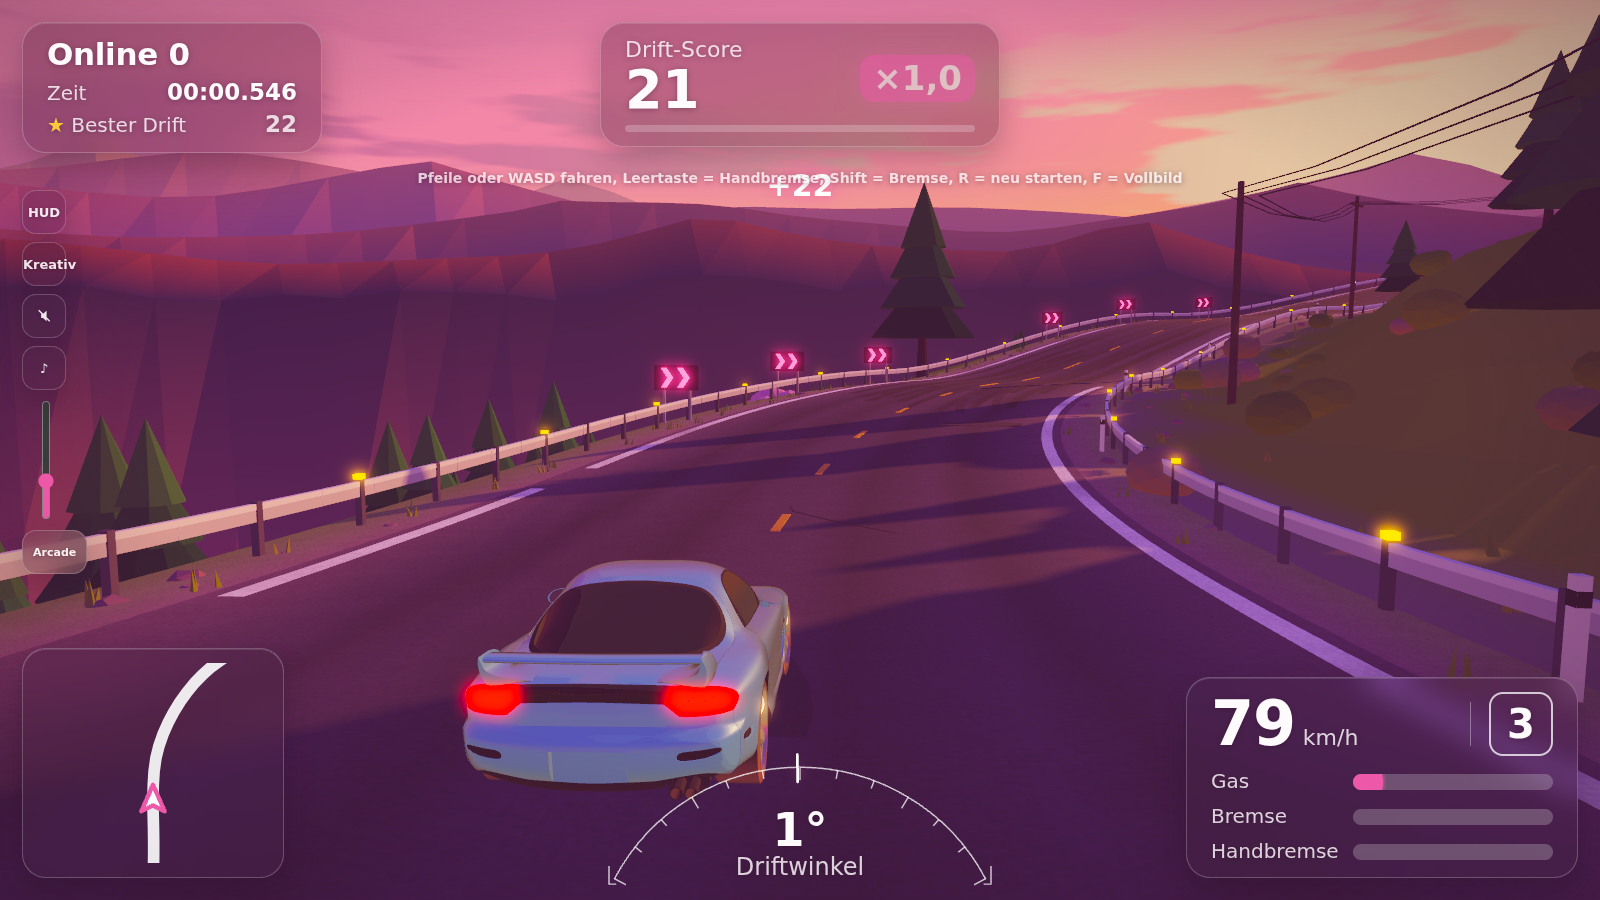 Online 0
Zeit 00:00.546
★ Bester Drift 22
Drift-Score
21
×1,0
Pfeile oder WASD fahren, Leertaste = Handbremse, Shift = Bremse, R = neu starten, F = Vollbild
+22
HUD
Kreativ
♪
Arcade
1°
Driftwinkel
79 km/h
3
Gas
Bremse
Handbremse